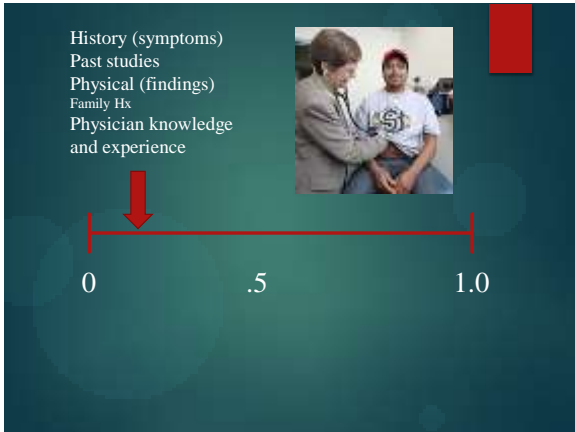 History (symptoms)
Past studies
Physical (findings)
Family Hx
Physician knowledge
and experience
0 .5 1.0